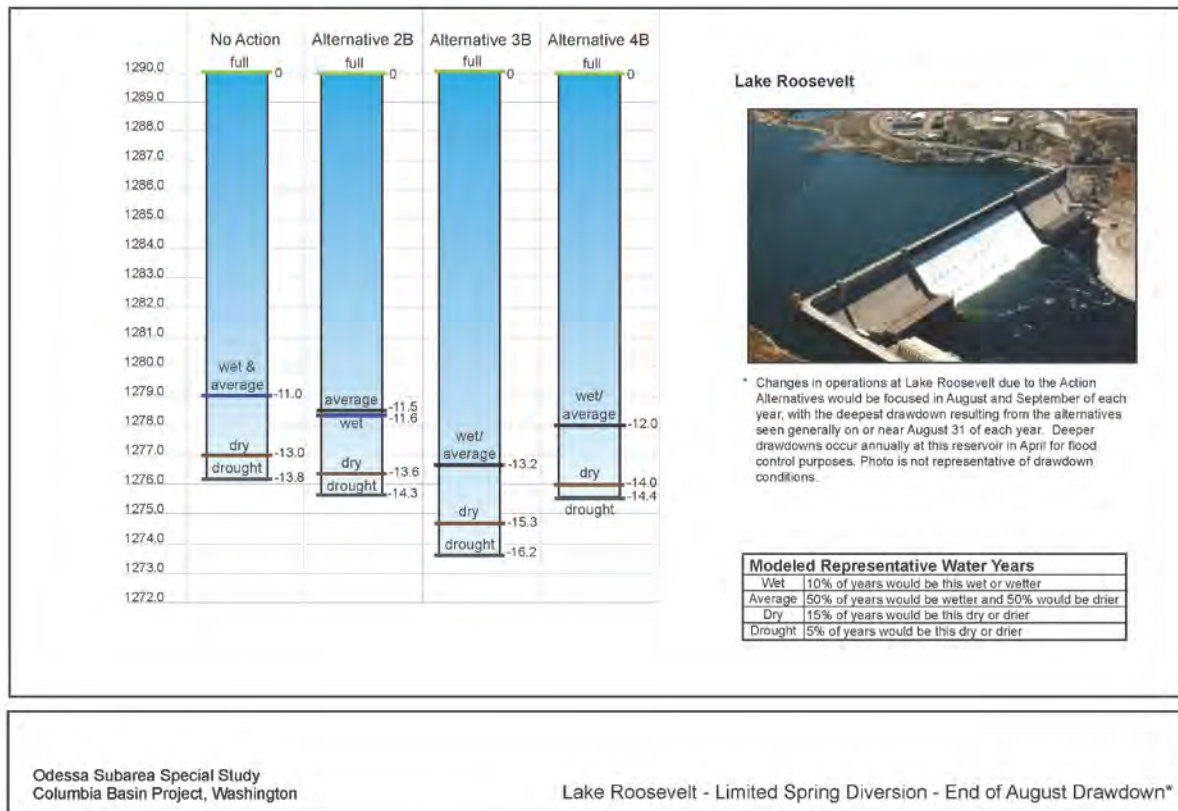 No Action Alternative 2B Alternative 3B Alternative 4B
full full full full
1290.0 0 0 0 0
1289.0
1288.0
1287.0
1286.0
1285.0
1284.0
1283.0
1282.0
1281.0
1280.0
wet &
average
1279.0 -11.0
average -11.5
wet -11.6
wet/
average -12.0
1278.0
1277.0
dry -13.0
wet/
average -13.2
dry -13.6
drought -13.8
1276.0
dry -14.0
drought -14.3
-14.4
drought
1275.0
dry -15.3
1274.0
drought -16.2
1273.0
1272.0
Lake Roosevelt
* Changes in operations at Lake Roosevelt due to the Action
Alternatives would be focused in August and September of each
year, with the deepest drawdown resulting from the alternatives
seen generally on or near August 31 of each year. Deeper
drawdowns occur annually at this reservoir in April for flood
control purposes. Photo is not representative of drawdown
conditions.
Modeled Representative Water Years
Wet 10% of years would be this wet or wetter
Average 50% of years would be wetter and 50% would be drier
Dry 15% of years would be this dry or drier
Drought 5% of years would be this dry or drier
Odessa Subarea Special Study
Columbia Basin Project, Washington
Lake Roosevelt - Limited Spring Diversion - End of August Drawdown*